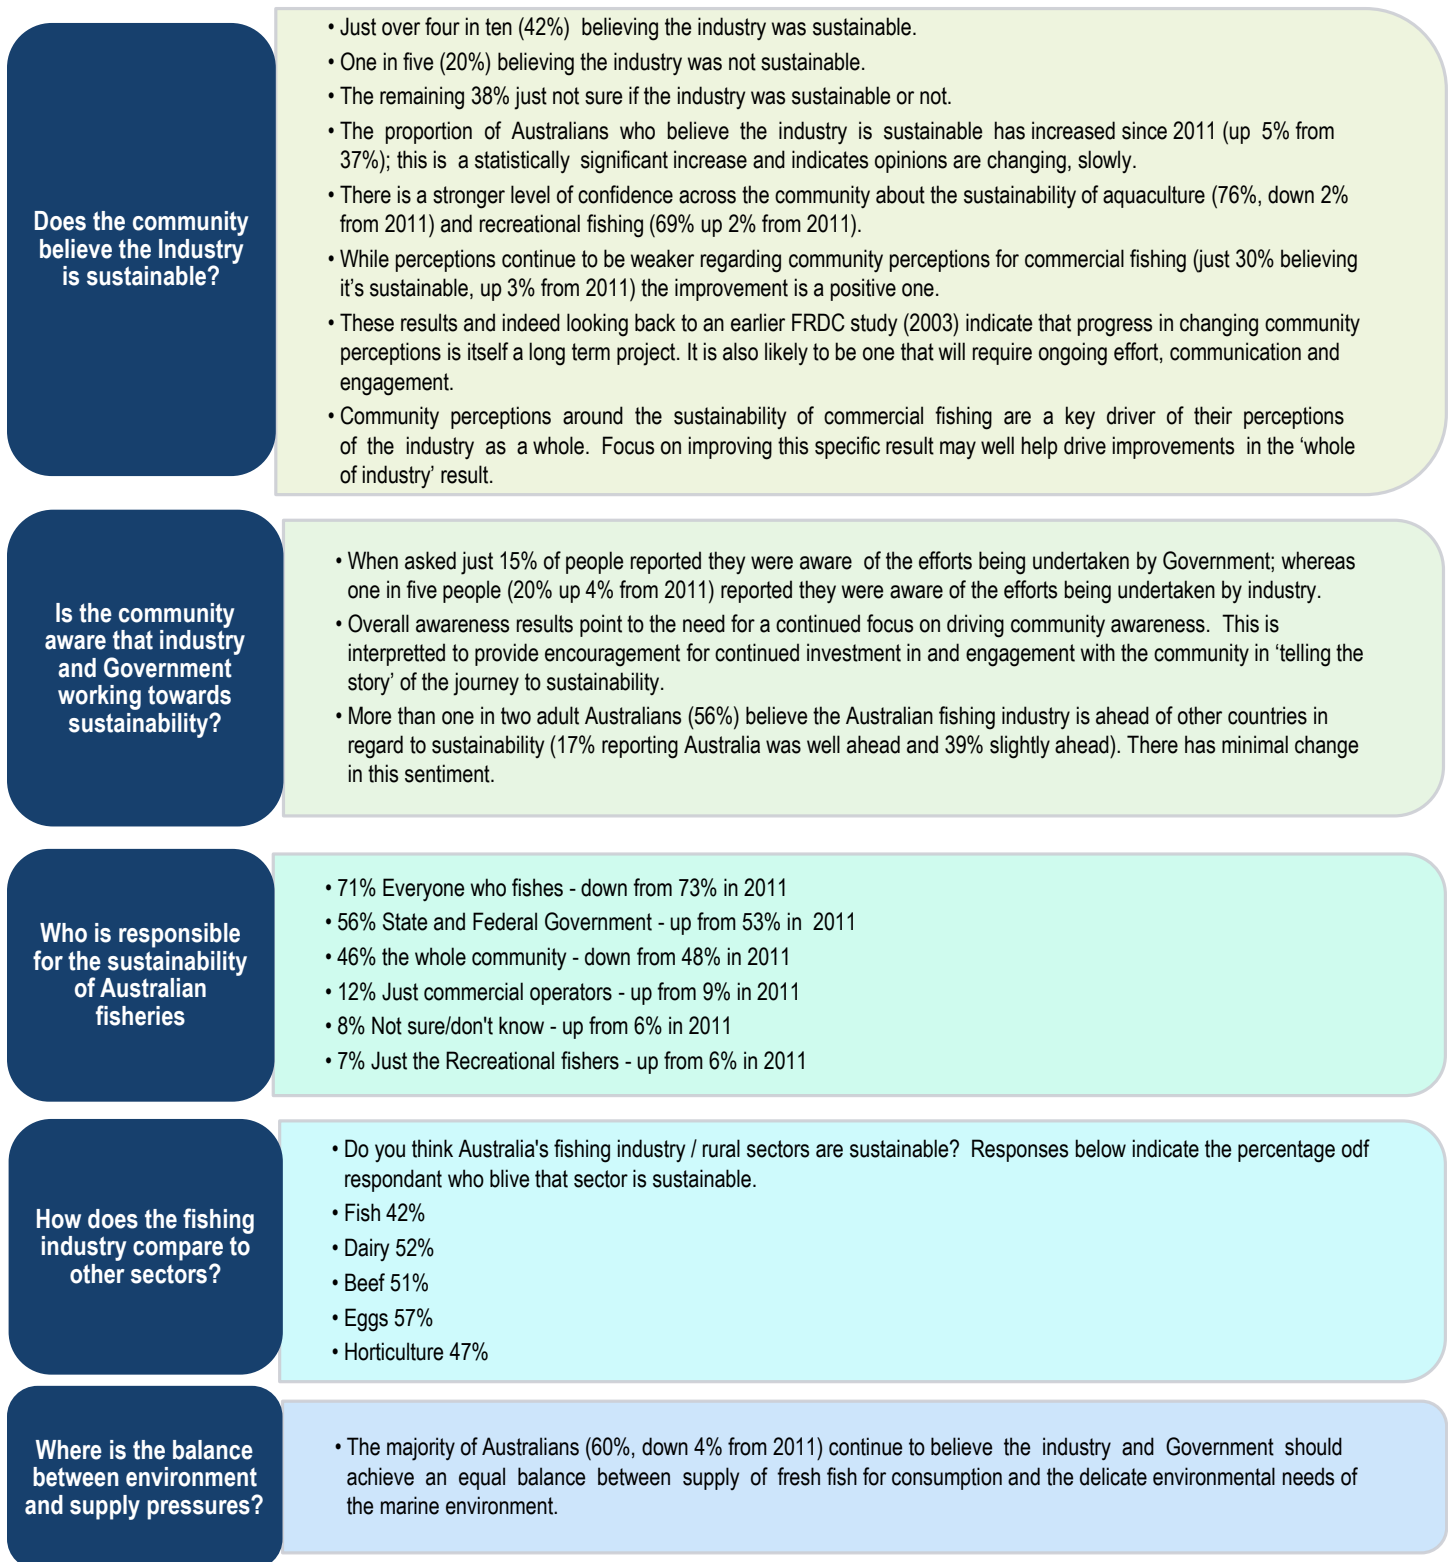 Does the community
believe the Industry
is sustainable?
• Just over four in ten (42%) believing the industry was sustainable.
• One in five (20%) believing the industry was not sustainable.
• The remaining 38% just not sure if the industry was sustainable or not.
• The proportion of Australians who believe the industry is sustainable has increased since 2011 (up 5% from
37%); this is a statistically significant increase and indicates opinions are changing, slowly.
• There is a stronger level of confidence across the community about the sustainability of aquaculture (76%, down 2%
from 2011) and recreational fishing (69% up 2% from 2011).
• While perceptions continue to be weaker regarding community perceptions for commercial fishing (just 30% believing
it's sustainable, up 3% from 2011) the improvement is a positive one.
• These results and indeed looking back to an earlier FRDC study (2003) indicate that progress in changing community
perceptions is itself a long term project. It is also likely to be one that will require ongoing effort, communication and
engagement.
• Community perceptions around the sustainability of commercial fishing are a key driver of their perceptions
of the industry as a whole. Focus on improving this specific result may well help drive improvements in the ‘whole
of industry’ result.
Is the community
aware that industry
and Government
working towards
sustainability?
• When asked just 15% of people reported they were aware of the efforts being undertaken by Government; whereas
one in five people (20% up 4% from 2011) reported they were aware of the efforts being undertaken by industry.
• Overall awareness results point to the need for a continued focus on driving community awareness. This is
interpretted to provide encouragement for continued investment in and engagement with the community in ‘telling the
story’ of the journey to sustainability.
• More than one in two adult Australians (56%) believe the Australian fishing industry is ahead of other countries in
regard to sustainability (17% reporting Australia was well ahead and 39% slightly ahead). There has minimal change
in this sentiment.
Who is responsible
for the sustainability
of Australian
fisheries
• 71% Everyone who fishes - down from 73% in 2011
• 56% State and Federal Government - up from 53% in 2011
• 46% the whole community - down from 48% in 2011
• 12% Just commercial operators - up from 9% in 2011
• 8% Not sure/don't know - up from 6% in 2011
• 7% Just the Recreational fishers - up from 6% in 2011
How does the fishing
industry compare to
other sectors?
• Do you think Australia's fishing industry / rural sectors are sustainable? Responses below indicate the percentage odf
respondant who blive that sector is sustainable.
• Fish 42%
• Dairy 52%
• Beef 51%
• Eggs 57%
• Horticulture 47%
Where is the balance
between environment
and supply pressures?
• The majority of Australians (60%, down 4% from 2011) continue to believe the industry and Government should
achieve an equal balance between supply of fresh fish for consumption and the delicate environmental needs of
the marine environment.